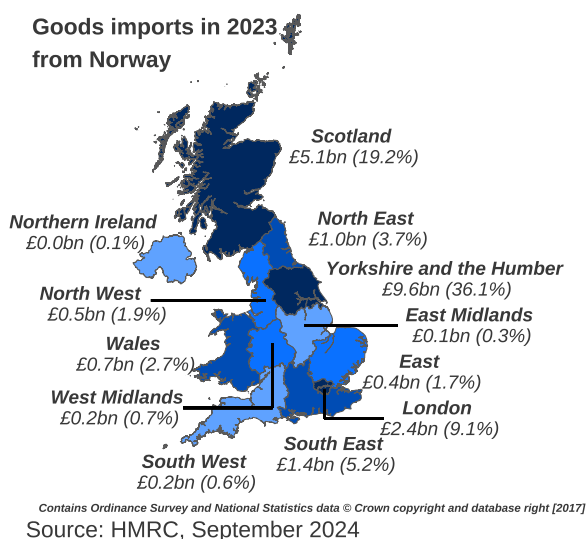 Goods imports in 2023
from Norway
Scotland
£5.1bn (19.2%)
Northern Ireland
£0.0bn (0.1%)
North East
£1.0bn (3.7%)
Yorkshire and the Humber
£9.6bn (36.1%)
North West
£0.5bn (1.9%)
East Midlands
£0.1bn (0.3%)
Wales
£0.7bn (2.7%)
East
£0.4bn (1.7%)
West Midlands
£0.2bn (0.7%)
London
£2.4bn (9.1%)
South East
£1.4bn (5.2%)
South West
£0.2bn (0.6%)
Contains Ordinance Survey and National Statistics data © Crown copyright and database right [2017]
Source: HMRC, September 2024